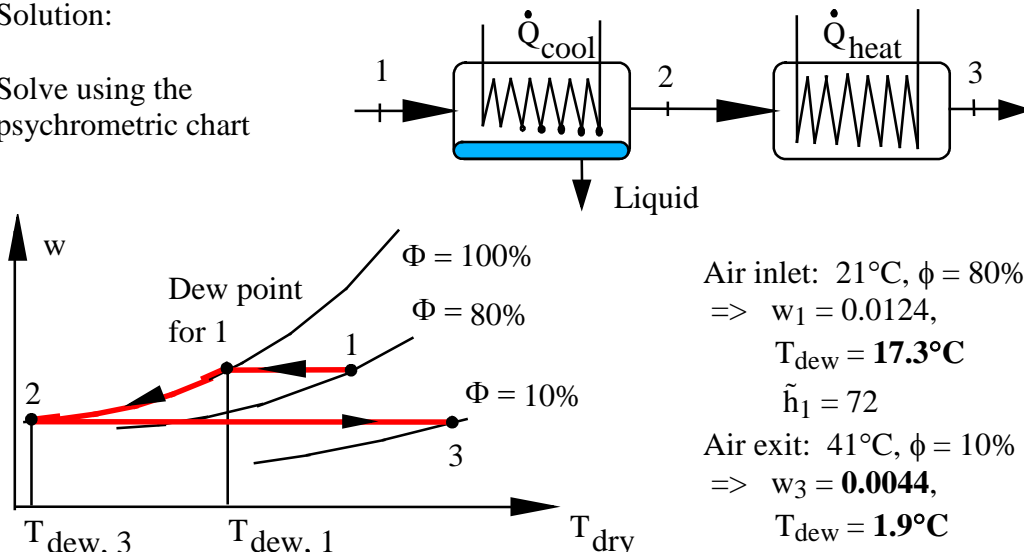 Solution:
Solve using the
psychrometric chart
Q̇cool
Q̇heat
1
2
3
Liquid
w
Φ = 100%
Dew point
for 1
Φ = 80%
1
2
Φ = 10%
3
Tdew, 3
Tdew, 1
Tdry
Air inlet: 21°C, ϕ = 80%
=> w1 = 0.0124,
Tdew = 17.3°C
h̃1 = 72
Air exit: 41°C, ϕ = 10%
=> w3 = 0.0044,
Tdew = 1.9°C